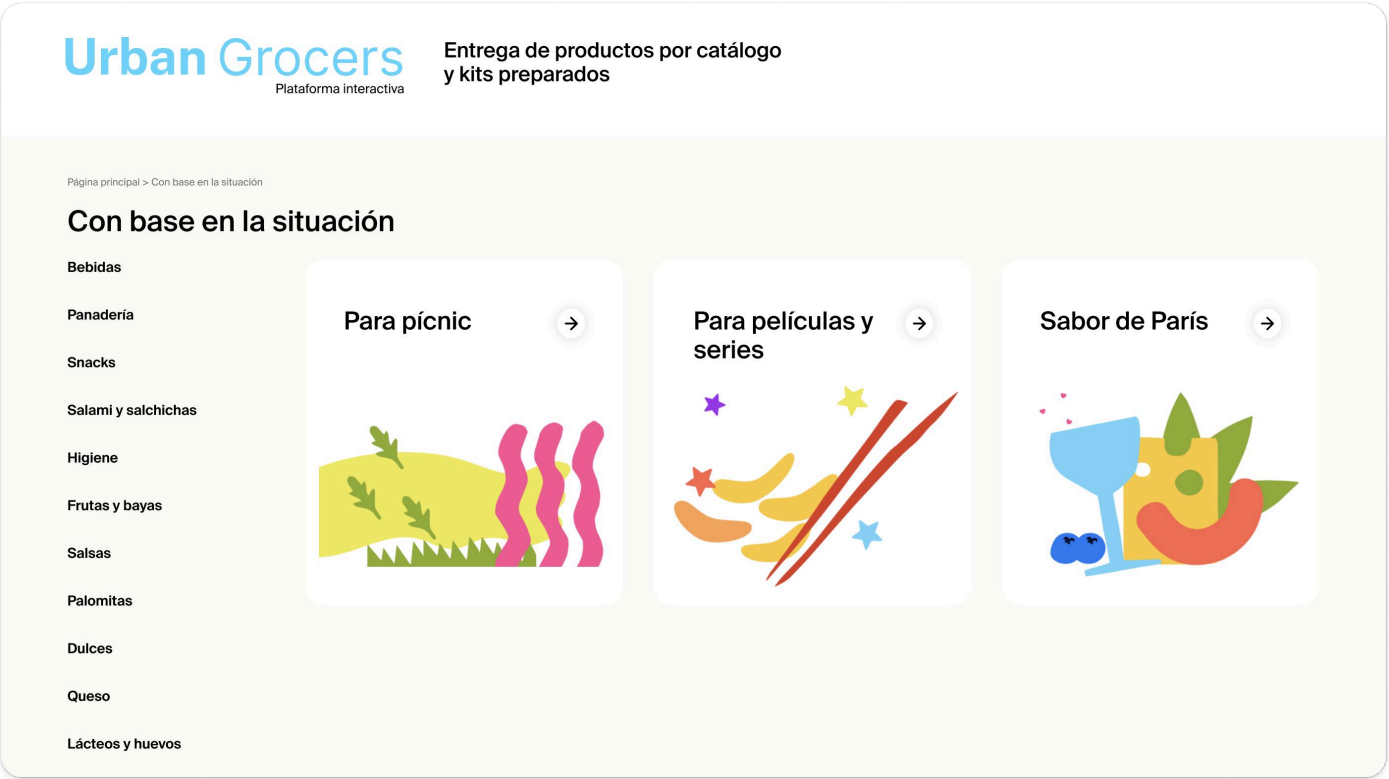 Urban Grocers
Plataforma interactiva
Entrega de productos por catálogo
y kits preparados
Página principal > Con base en la situación
Con base en la situación
Bebidas
Panadería
Snacks
Salami y salchichas
Higiene
Frutas y bayas
Salsas
Palomitas
Dulces
Queso
Lácteos y huevos
Para pícnic
Para películas y
series
Sabor de París